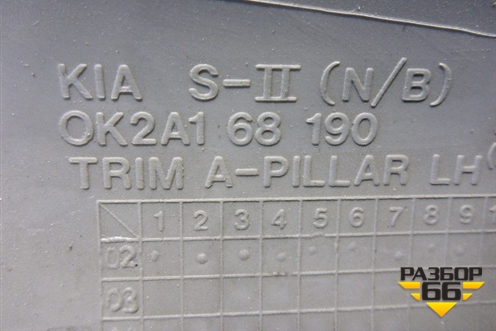 KIA S-II (N/B)
OK2A1 68 190
TRIM A-PILLAR LH
1 2 3 4 5 6 7 8 9
02
03
РАЗБОР
66